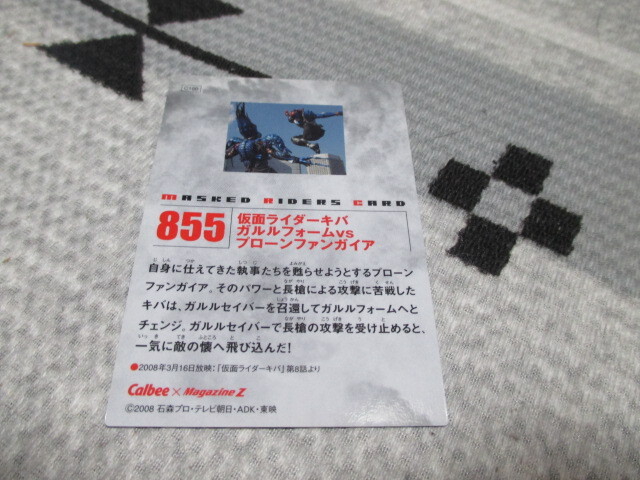 MASKED RIDERS CARD
855
仮面ライダーキバ
ガルルフォームvs
プローンファンガイア
自身に仕えてきた執事たちを甦らせようとするプローン
ファンガイア。そのパワーと長槍による攻撃に苦戦した
キバは、ガルルセイバーを召還してガルルフォームへと
チェンジ。ガルルセイバーで長槍の攻撃を受け止めると、
一気に敵の懐へ飛び込んだ!
●2008年3月16日放映:「仮面ライダーキバ」第8話より
Calbee×Magazine Z
©2008 石森プロ・テレビ朝日・ADK・東映